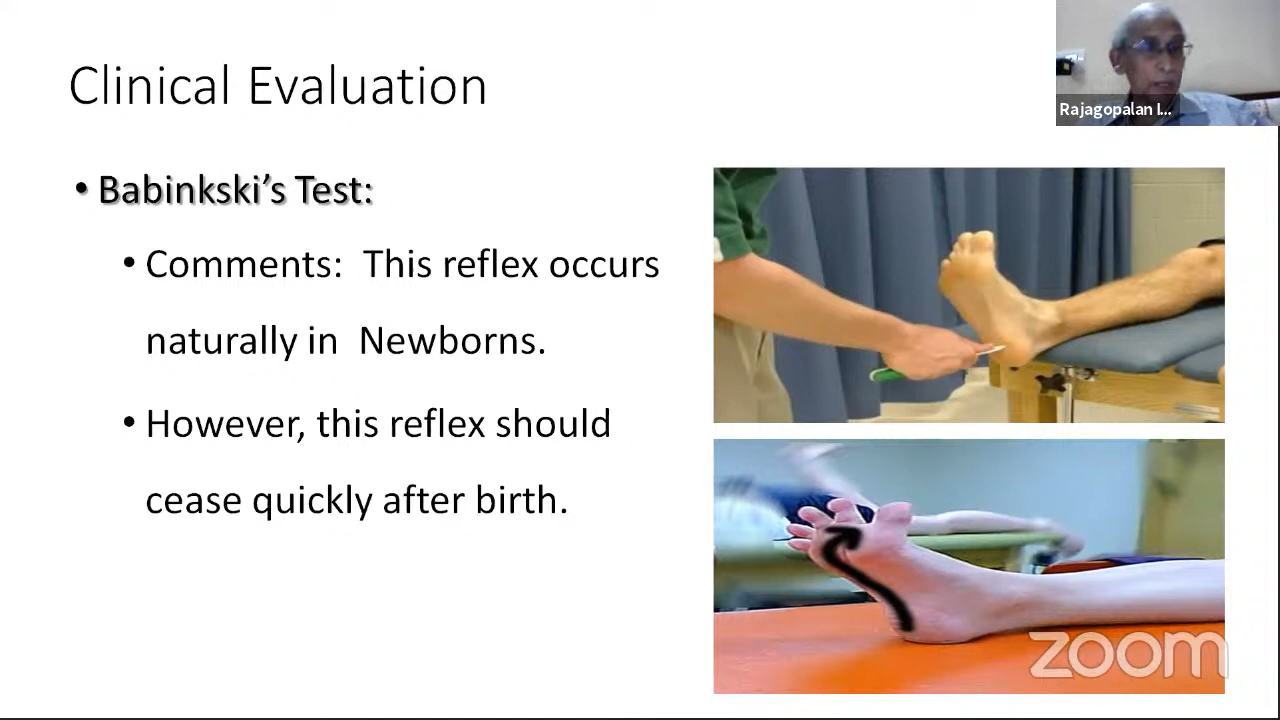 Clinical Evaluation
Rajagopalan I...
• Babinkski’s Test:
• Comments:  This reflex occurs
naturally in  Newborns.
• However, this reflex should
cease quickly after birth.
zoom